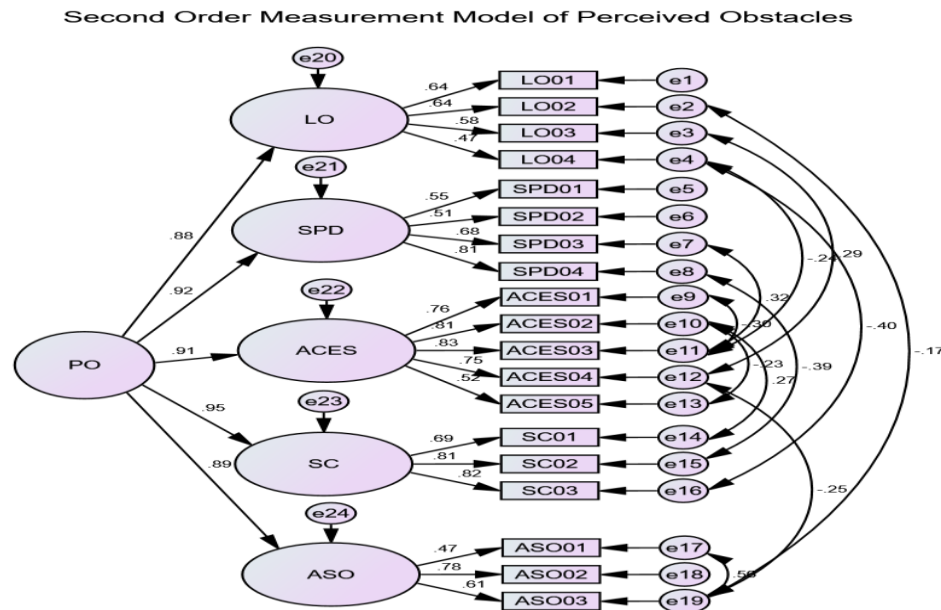 Second Order Measurement Model of Perceived Obstacles
e20
LO
.64
.64
.58
.47
LO01
LO02
LO03
LO04
e1
e2
e3
e4
e21
SPD
.55
.51
.68
.81
SPD01
SPD02
SPD03
SPD04
e5
e6
e7
e8
e22
ACES
.76
.81
.83
.75
.52
ACES01
ACES02
ACES03
ACES04
ACES05
e9
e10
e11
e12
e13
e23
SC
.69
.81
.82
SC01
SC02
SC03
e14
e15
e16
e24
ASO
.47
.78
.61
ASO01
ASO02
ASO03
e17
e18
e19
PO
.88
.92
.91
.95
.89
-.24
.29
.32
-.30
-.40
-.17
-.23
-.39
.27
-.25